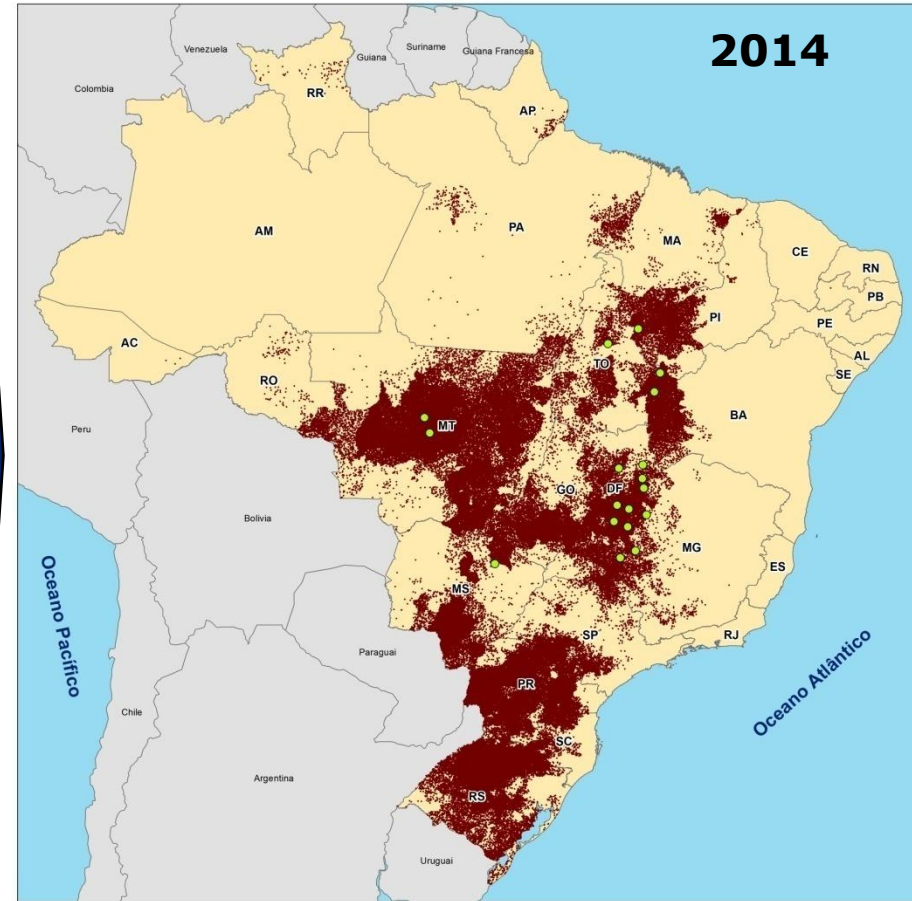 2014
Venezuela
Guiana
Suriname
Guiana Francesa
Colombia
RR
AP
AM
PA
MA
CE
RN
PB
PI
PE
AC
AL
TO
SE
RO
BA
Peru
MT
GO
DF
Bolivia
MG
ES
Oceano Pacífico
MS
SP
RJ
Paraguai
Oceano Atlântico
PR
Chile
SC
Argentina
RS
Uruguai